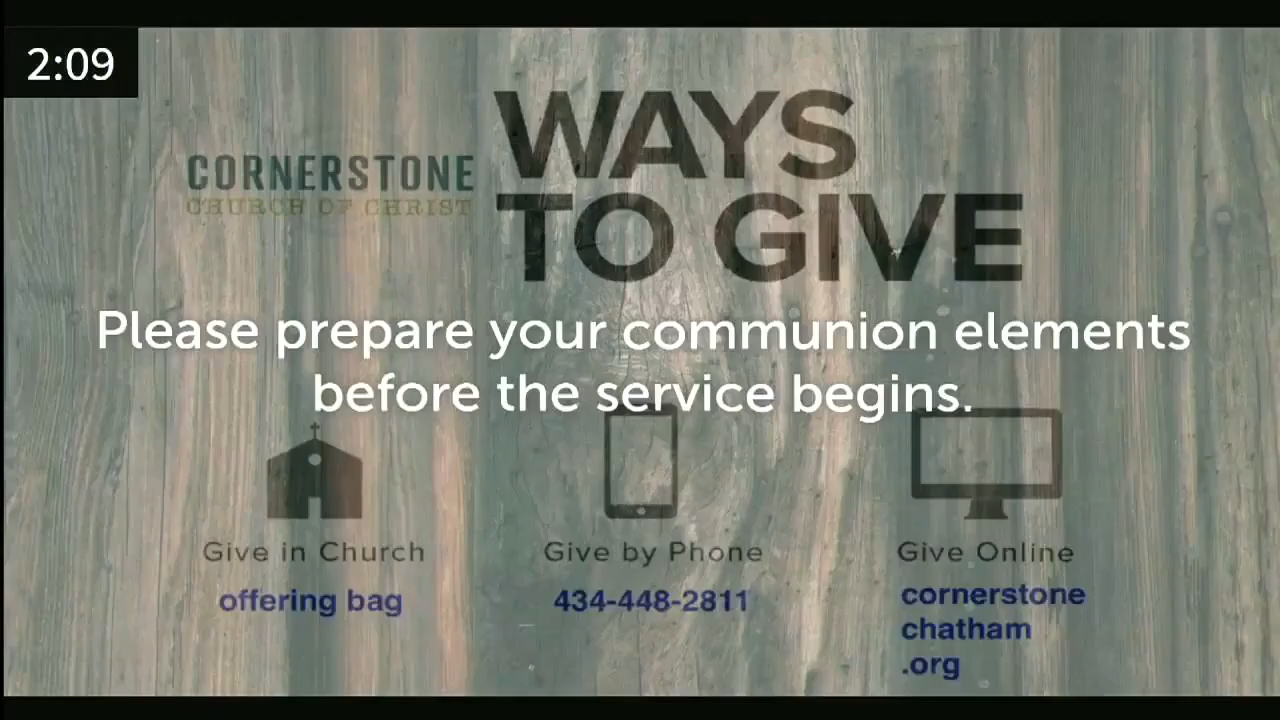 2:09
WAYS
TO GIVE
CORNERSTONE
CHURCH OF CHRIST
Please prepare your communion elements
before the service begins.
Give in Church
offering bag
Give by Phone
434-448-2811
Give Online
cornerstone
chatham
.org